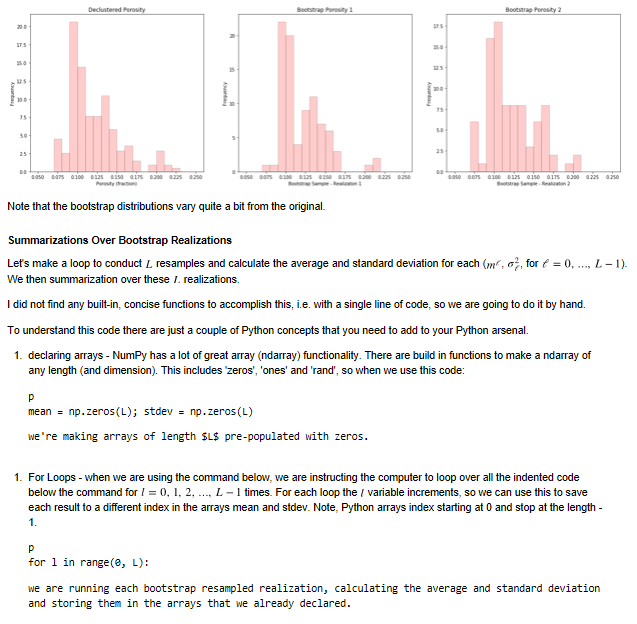 Declustered Porosity
Bootstrap Porosity 1
Bootstrap Porosity 2
Frequency
20.0
17.5
15.0
12.5
10.0
7.5
5.0
2.5
0.0
0.050 0.075 0.100 0.125 0.150 0.175 0.200 0.225 0.250
Porosity (fraction)
Frequency
20
15
10
5
0
0.050 0.075 0.100 0.125 0.150 0.175 0.200 0.225 0.250
Bootstrap Sample - Realizaton 1
Frequency
17.5
15.0
12.5
10.0
7.5
5.0
2.5
0.0
0.050 0.075 0.100 0.125 0.150 0.175 0.200 0.225 0.250
Bootstrap Sample - Realizaton 2
Note that the bootstrap distributions vary quite a bit from the original.
Summarizations Over Bootstrap Realizations
Let's make a loop to conduct L resamples and calculate the average and standard deviation for each (mℓ, σ²ℓ, for ℓ = 0, ..., L − 1).
We then summarization over these L realizations.
I did not find any built-in, concise functions to accomplish this, i.e. with a single line of code, so we are going to do it by hand.
To understand this code there are just a couple of Python concepts that you need to add to your Python arsenal.
1. declaring arrays - NumPy has a lot of great array (ndarray) functionality. There are build in functions to make a ndarray of
any length (and dimension). This includes 'zeros', 'ones' and 'rand', so when we use this code:
p
mean = np.zeros(L); stdev = np.zeros(L)
we're making arrays of length $L$ pre-populated with zeros.
1. For Loops - when we are using the command below, we are instructing the computer to loop over all the indented code
below the command for l = 0, 1, 2, ..., L − 1 times. For each loop the l variable increments, so we can use this to save
each result to a different index in the arrays mean and stdev. Note, Python arrays index starting at 0 and stop at the length -
1.
p
for l in range(0, L):
we are running each bootstrap resampled realization, calculating the average and standard deviation
and storing them in the arrays that we already declared.